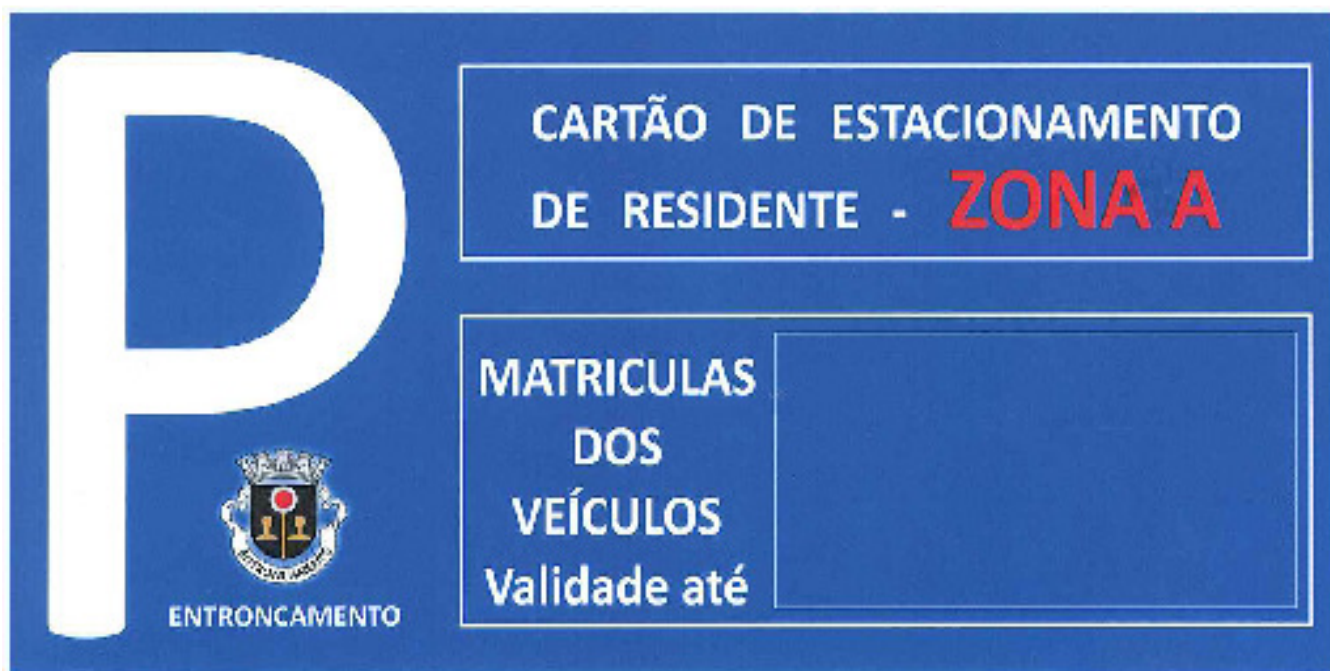 P
CARTÃO DE ESTACIONAMENTO
DE RESIDENTE - ZONA A
MATRICULAS
DOS
VEÍCULOS
Validade até
ENTRONCAMENTO